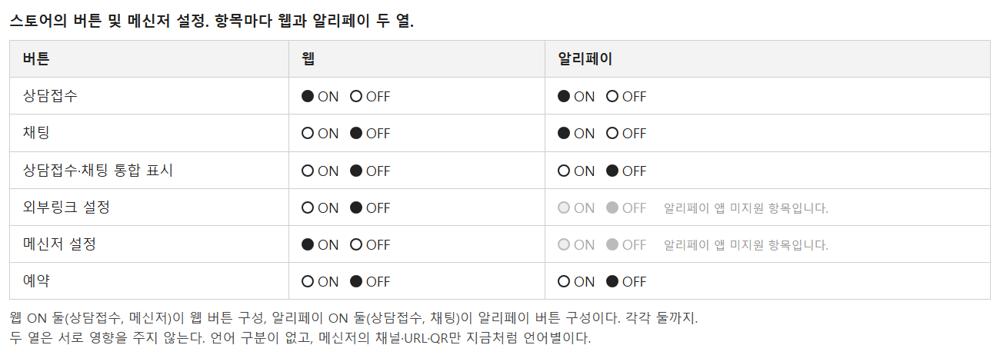 스토어의 버튼 및 메신저 설정. 항목마다 웹과 알리페이 두 열.
버튼 웹 알리페이
상담접수 ON OFF ON OFF
채팅 ON OFF ON OFF
상담접수·채팅 통합 표시 ON OFF ON OFF
외부링크 설정 ON OFF ON OFF 알리페이 앱 미지원 항목입니다.
메신저 설정 ON OFF ON OFF 알리페이 앱 미지원 항목입니다.
예약 ON OFF ON OFF
웹 ON 둘(상담접수, 메신저)이 웹 버튼 구성, 알리페이 ON 둘(상담접수, 채팅)이 알리페이 버튼 구성이다. 각각 둘까지.
두 열은 서로 영향을 주지 않는다. 언어 구분이 없고, 메신저의 채널·URL·QR만 지금처럼 언어별이다.